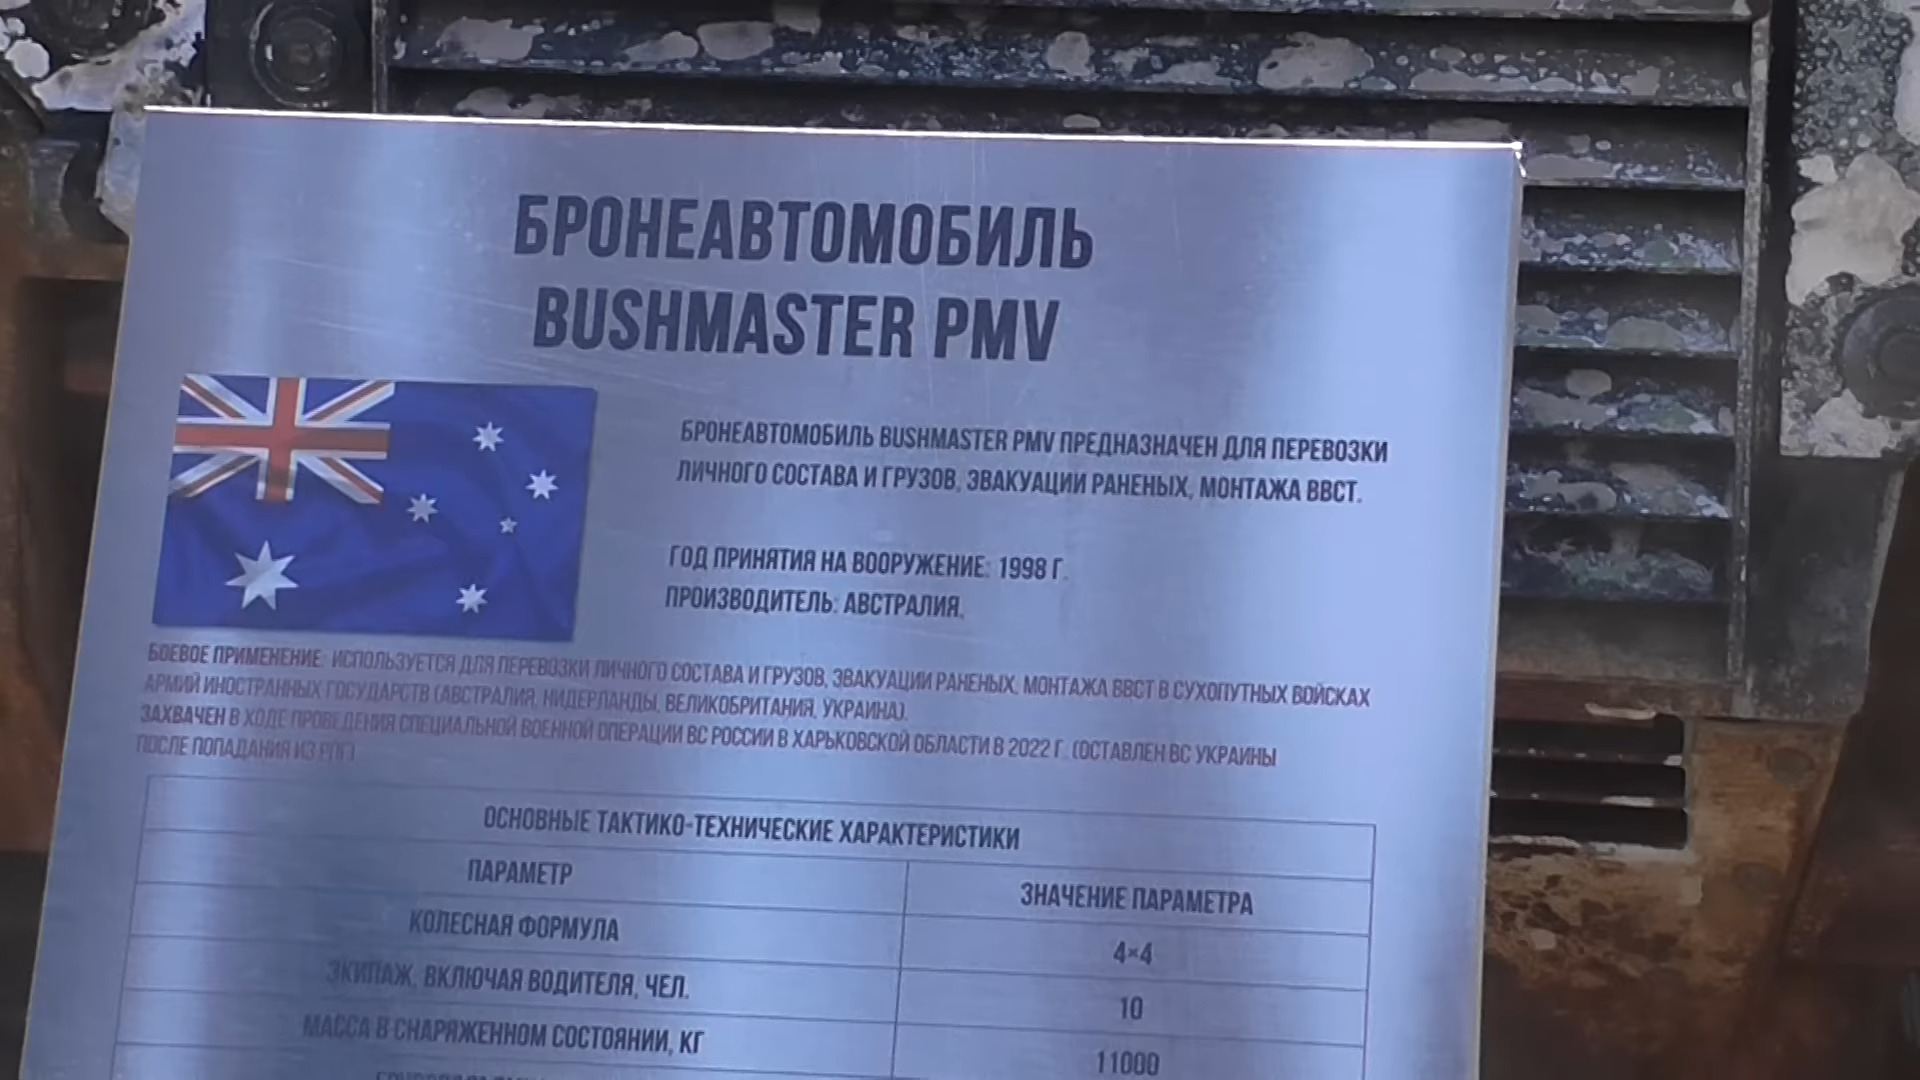 БРОНЕАВТОМОБИЛЬ
BUSHMASTER PMV
БРОНЕАВТОМОБИЛЬ BUSHMASTER PMV ПРЕДНАЗНАЧЕН ДЛЯ ПЕРЕВОЗКИ
ЛИЧНОГО СОСТАВА И ГРУЗОВ, ЭВАКУАЦИИ РАНЕНЫХ, МОНТАЖА ВВСТ.
ГОД ПРИНЯТИЯ НА ВООРУЖЕНИЕ: 1998 Г.
ПРОИЗВОДИТЕЛЬ: АВСТРАЛИЯ.
БОЕВОЕ ПРИМЕНЕНИЕ: ИСПОЛЬЗУЕТСЯ ДЛЯ ПЕРЕВОЗКИ ЛИЧНОГО СОСТАВА И ГРУЗОВ, ЭВАКУАЦИИ РАНЕНЫХ, МОНТАЖА ВВСТ В СУХОПУТНЫХ ВОЙСКАХ
АРМИЙ ИНОСТРАННЫХ ГОСУДАРСТВ (АВСТРАЛИЯ, НИДЕРЛАНДЫ, ВЕЛИКОБРИТАНИЯ, УКРАИНА).
ЗАХВАЧЕН В ХОДЕ ПРОВЕДЕНИЯ СПЕЦИАЛЬНОЙ ВОЕННОЙ ОПЕРАЦИИ ВС РОССИИ В ХАРЬКОВСКОЙ ОБЛАСТИ В 2022 Г. (ОСТАВЛЕН ВС УКРАИНЫ
ПОСЛЕ ПОПАДАНИЯ ИЗ РПГ)
ОСНОВНЫЕ ТАКТИКО-ТЕХНИЧЕСКИЕ ХАРАКТЕРИСТИКИ
ПАРАМЕТР ЗНАЧЕНИЕ ПАРАМЕТРА
КОЛЕСНАЯ ФОРМУЛА 4×4
ЭКИПАЖ, ВКЛЮЧАЯ ВОДИТЕЛЯ, ЧЕЛ. 10
МАССА В СНАРЯЖЕННОМ СОСТОЯНИИ, КГ 11000